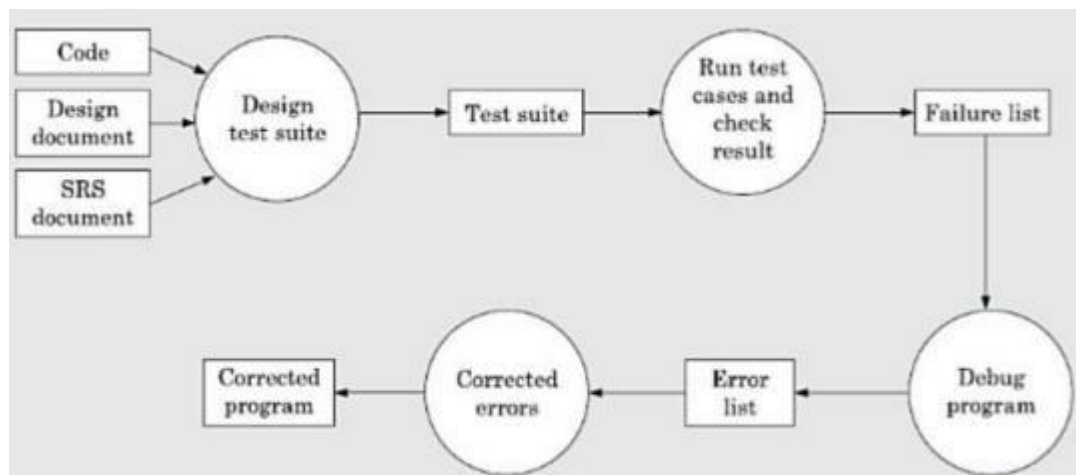 Code
Design
document
SRS
document
Design
test suite
Test suite
Run test
cases and
check
result
Failure list
Debug
program
Error
list
Corrected
errors
Corrected
program